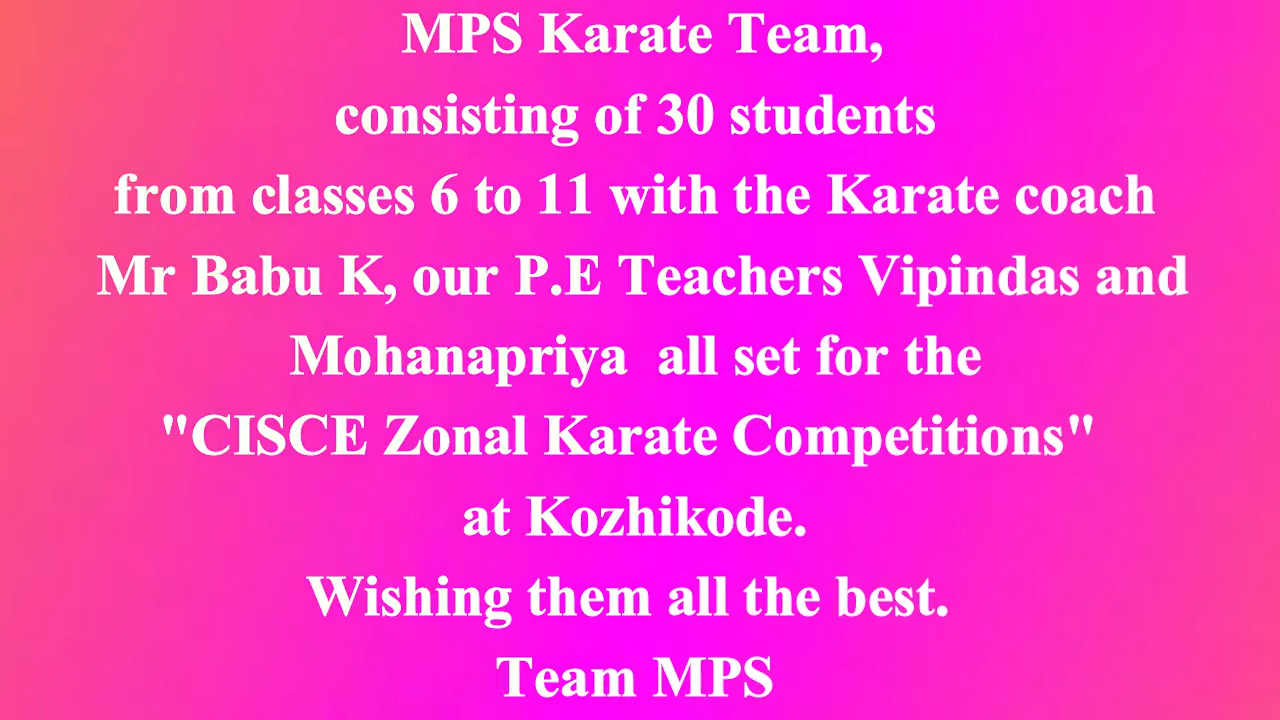 MPS Karate Team,
consisting of 30 students
from classes 6 to 11 with the Karate coach
Mr Babu K, our P.E Teachers Vipindas and
Mohanapriya  all set for the
"CISCE Zonal Karate Competitions"
at Kozhikode.
Wishing them all the best.
Team MPS